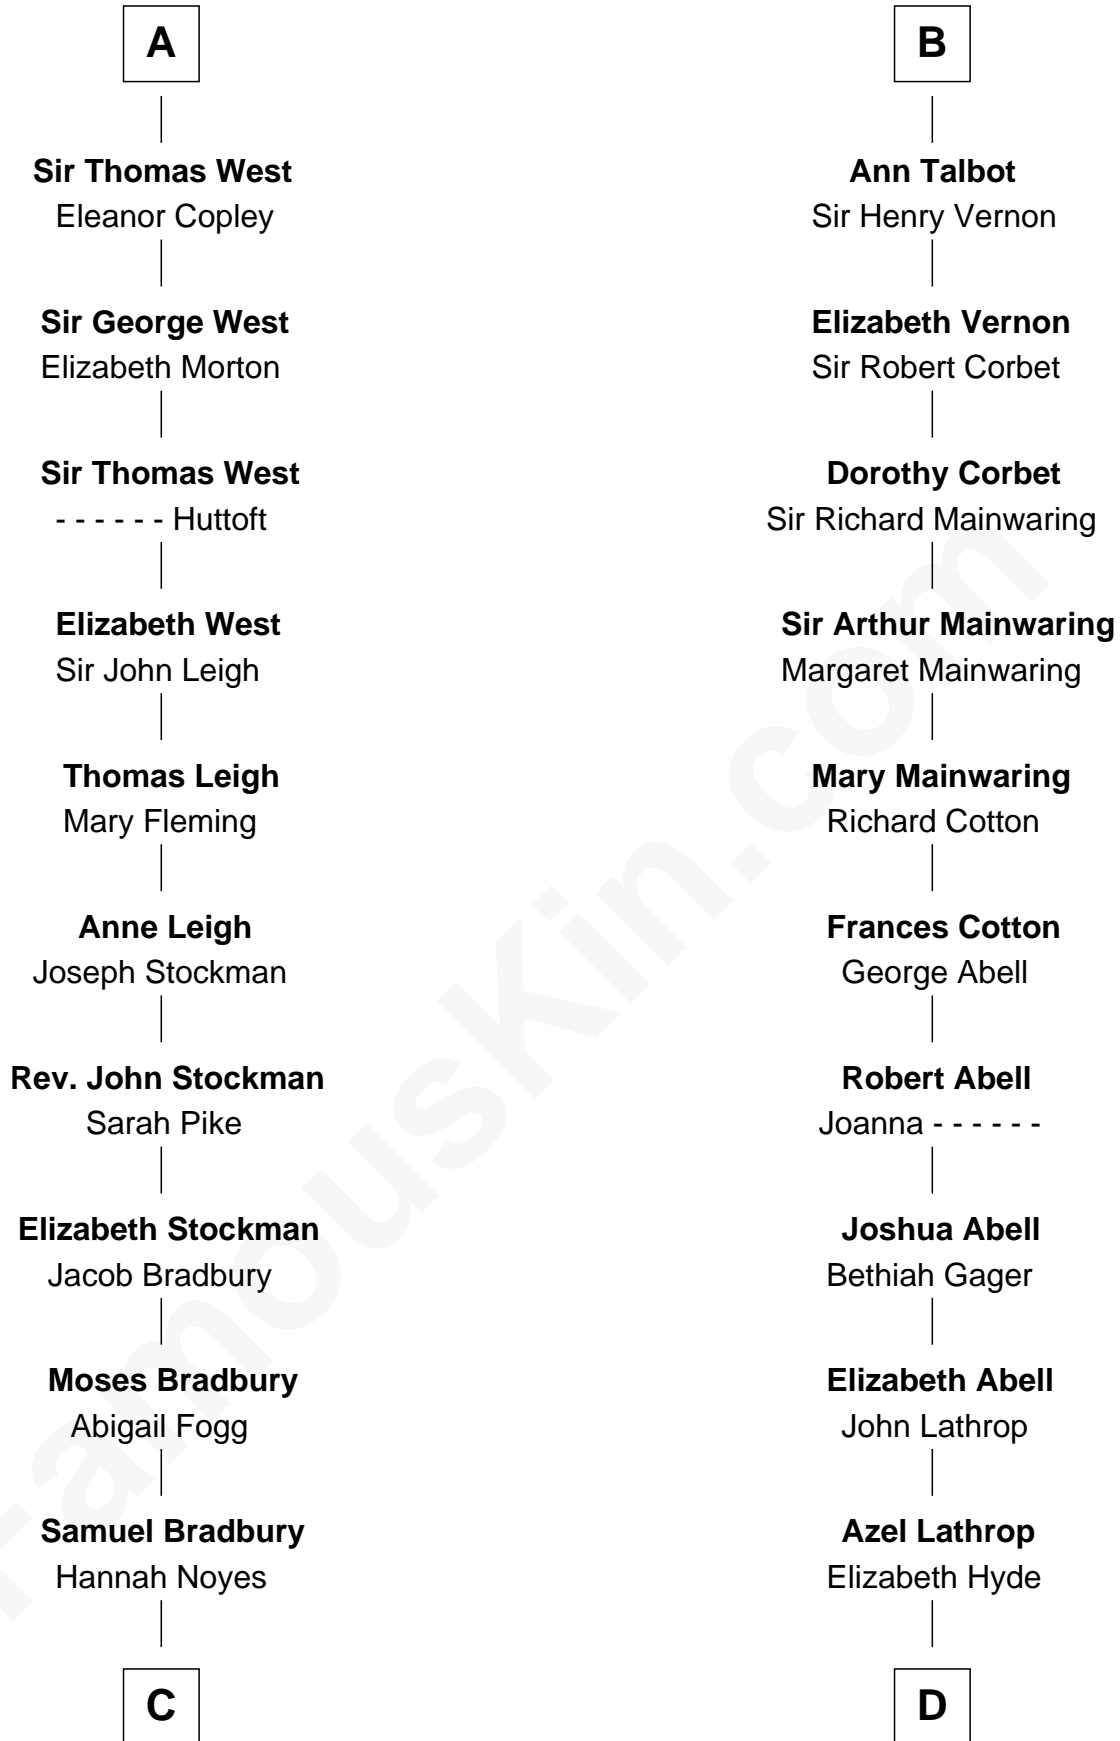 A
Sir Thomas West
Eleanor Copley
Sir George West
Elizabeth Morton
Sir Thomas West
- - - - - - Huttoft
Elizabeth West
Sir John Leigh
Thomas Leigh
Mary Fleming
Anne Leigh
Joseph Stockman
Rev. John Stockman
Sarah Pike
Elizabeth Stockman
Jacob Bradbury
Moses Bradbury
Abigail Fogg
Samuel Bradbury
Hannah Noyes
C
B
Ann Talbot
Sir Henry Vernon
Elizabeth Vernon
Sir Robert Corbet
Dorothy Corbet
Sir Richard Mainwaring
Sir Arthur Mainwaring
Margaret Mainwaring
Mary Mainwaring
Richard Cotton
Frances Cotton
George Abell
Robert Abell
Joanna - - - - - -
Joshua Abell
Bethiah Gager
Elizabeth Abell
John Lathrop
Azel Lathrop
Elizabeth Hyde
D
FamousKin.com